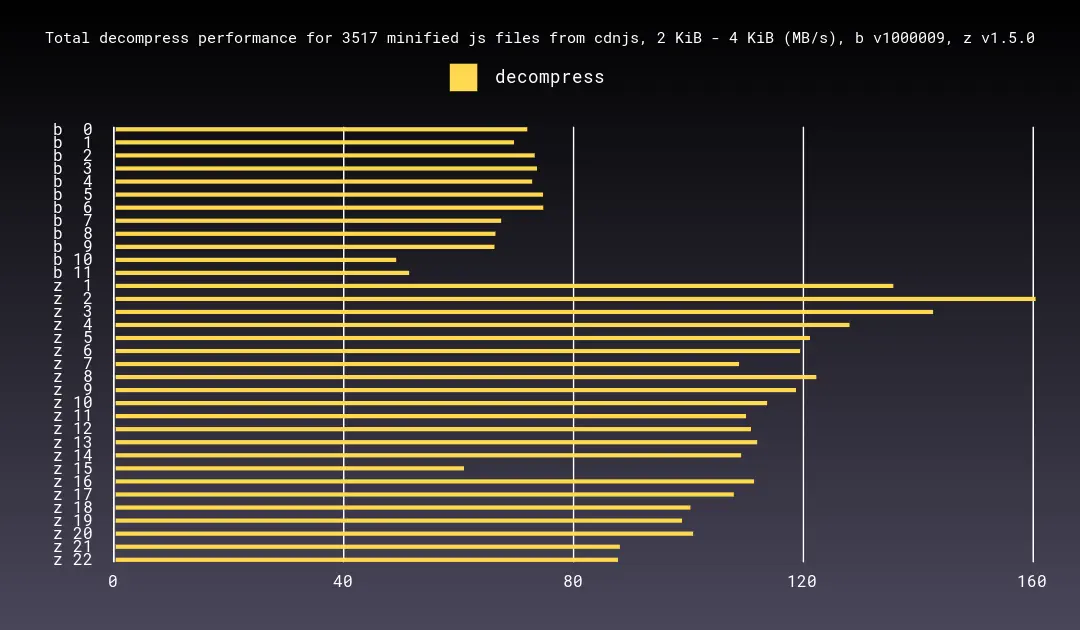 Total decompress performance for 3517 minified js files from cdnjs, 2 KiB - 4 KiB (MB/s), b v1000009, z v1.5.0
decompress
b 0
b 1
b 2
b 3
b 4
b 5
b 6
b 7
b 8
b 9
b 10
b 11
z 1
z 2
z 3
z 4
z 5
z 6
z 7
z 8
z 9
z 10
z 11
z 12
z 13
z 14
z 15
z 16
z 17
z 18
z 19
z 20
z 21
z 22
0 40 80 120 160